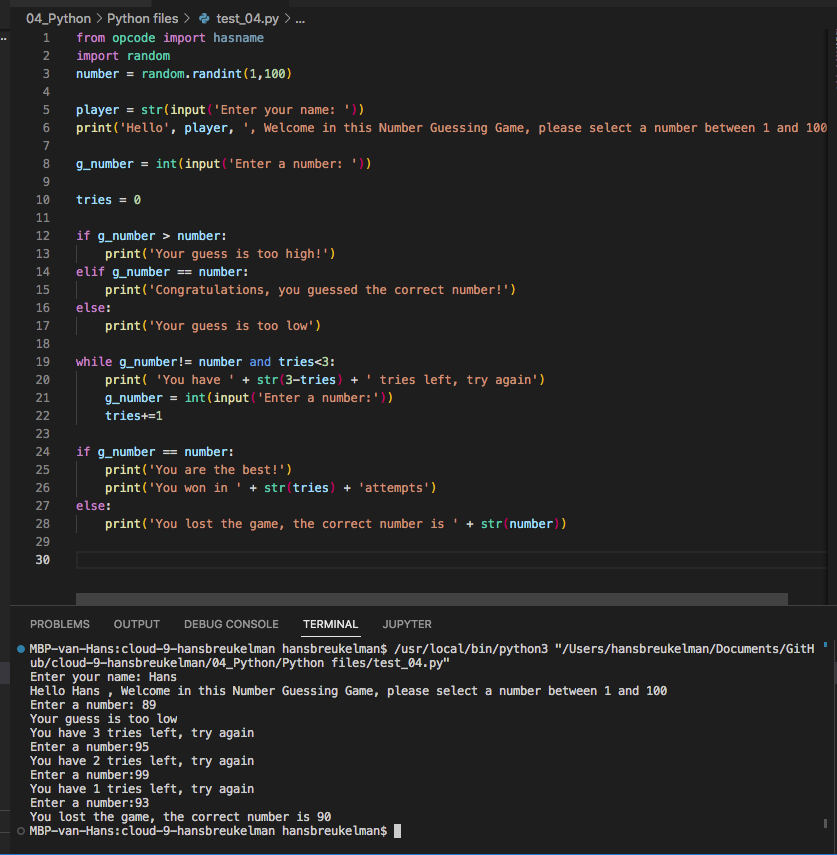 04_Python > Python files > test_04.py > ...
1 from opcode import hasname
2 import random
3 number = random.randint(1,100)
4
5 player = str(input('Enter your name: '))
6 print('Hello', player, ', Welcome in this Number Guessing Game, please select a number between 1 and 100
7
8 g_number = int(input('Enter a number: '))
9
10 tries = 0
11
12 if g_number > number:
13     print('Your guess is too high!')
14 elif g_number == number:
15     print('Congratulations, you guessed the correct number!')
16 else:
17     print('Your guess is too low')
18
19 while g_number!= number and tries<3:
20     print( 'You have ' + str(3-tries) + ' tries left, try again')
21     g_number = int(input('Enter a number:'))
22     tries+=1
23
24 if g_number == number:
25     print('You are the best!')
26     print('You won in ' + str(tries) + 'attempts')
27 else:
28     print('You lost the game, the correct number is ' + str(number))
29
30
PROBLEMS OUTPUT DEBUG CONSOLE TERMINAL JUPYTER
MBP-van-Hans:cloud-9-hansbreukelman hansbreukelman$ /usr/local/bin/python3 "/Users/hansbreukelman/Documents/GitH
ub/cloud-9-hansbreukelman/04_Python/Python files/test_04.py"
Enter your name: Hans
Hello Hans , Welcome in this Number Guessing Game, please select a number between 1 and 100
Enter a number: 89
Your guess is too low
You have 3 tries left, try again
Enter a number:95
You have 2 tries left, try again
Enter a number:99
You have 1 tries left, try again
Enter a number:93
You lost the game, the correct number is 90
MBP-van-Hans:cloud-9-hansbreukelman hansbreukelman$